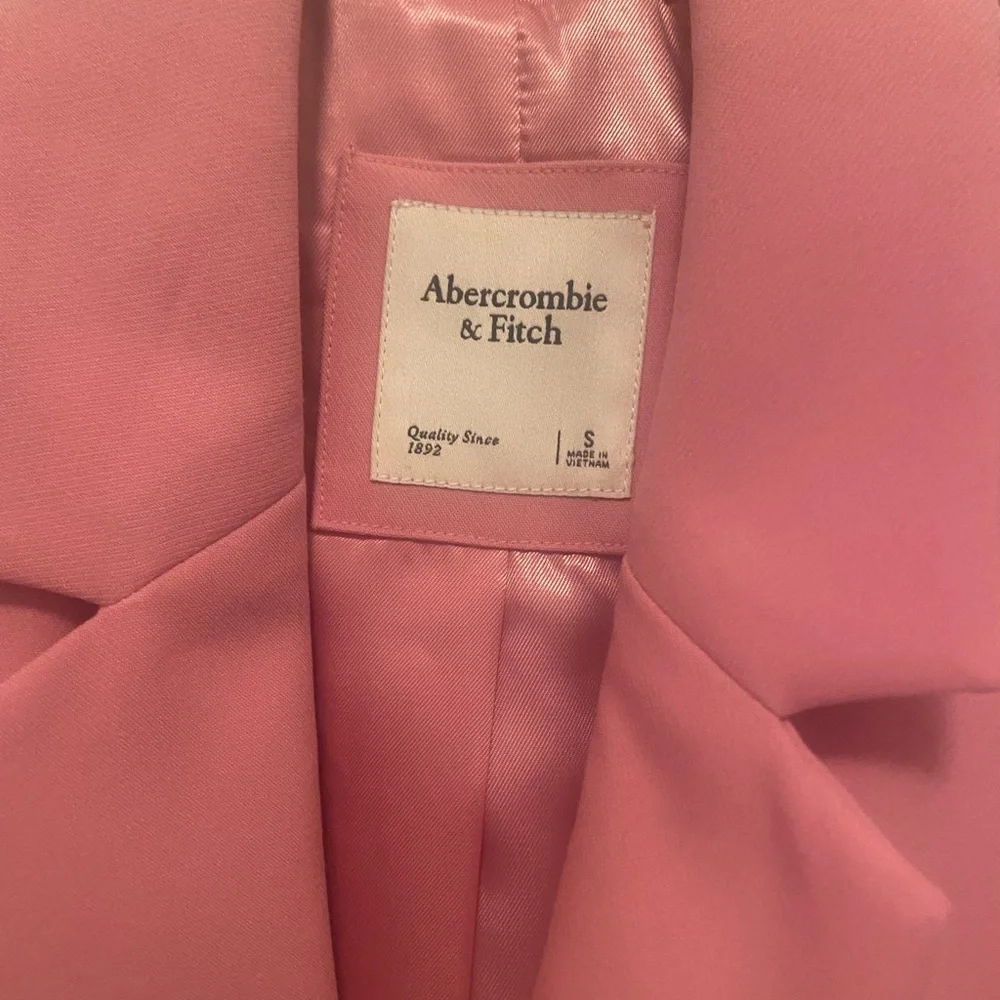 Abercrombie
& Fitch
Quality Since
1892
S
MADE IN
VIETNAM